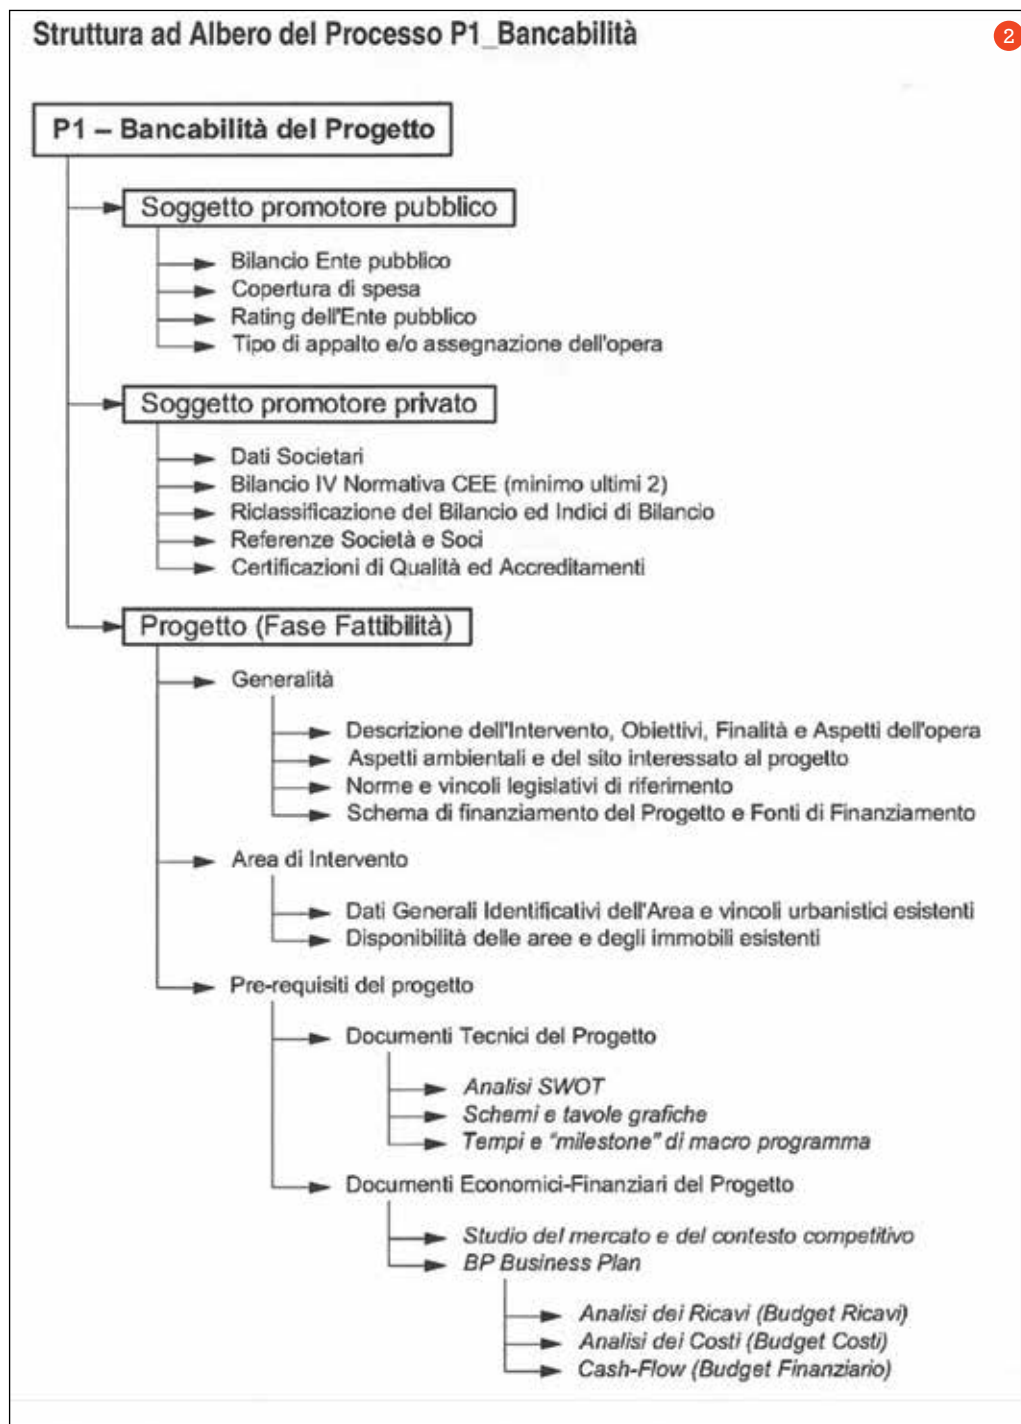 Struttura ad Albero del Processo P1_Bancabilità
2
P1 – Bancabilità del Progetto
Soggetto promotore pubblico
Bilancio Ente pubblico
Copertura di spesa
Rating dell'Ente pubblico
Tipo di appalto e/o assegnazione dell'opera
Soggetto promotore privato
Dati Societari
Bilancio IV Normativa CEE (minimo ultimi 2)
Riclassificazione del Bilancio ed Indici di Bilancio
Referenze Società e Soci
Certificazioni di Qualità ed Accreditamenti
Progetto (Fase Fattibilità)
Generalità
Descrizione dell'Intervento, Obiettivi, Finalità e Aspetti dell'opera
Aspetti ambientali e del sito interessato al progetto
Norme e vincoli legislativi di riferimento
Schema di finanziamento del Progetto e Fonti di Finanziamento
Area di Intervento
Dati Generali Identificativi dell'Area e vincoli urbanistici esistenti
Disponibilità delle aree e degli immobili esistenti
Pre-requisiti del progetto
Documenti Tecnici del Progetto
Analisi SWOT
Schemi e tavole grafiche
Tempi e "milestone" di macro programma
Documenti Economici-Finanziari del Progetto
Studio del mercato e del contesto competitivo
BP Business Plan
Analisi dei Ricavi (Budget Ricavi)
Analisi dei Costi (Budget Costi)
Cash-Flow (Budget Finanziario)